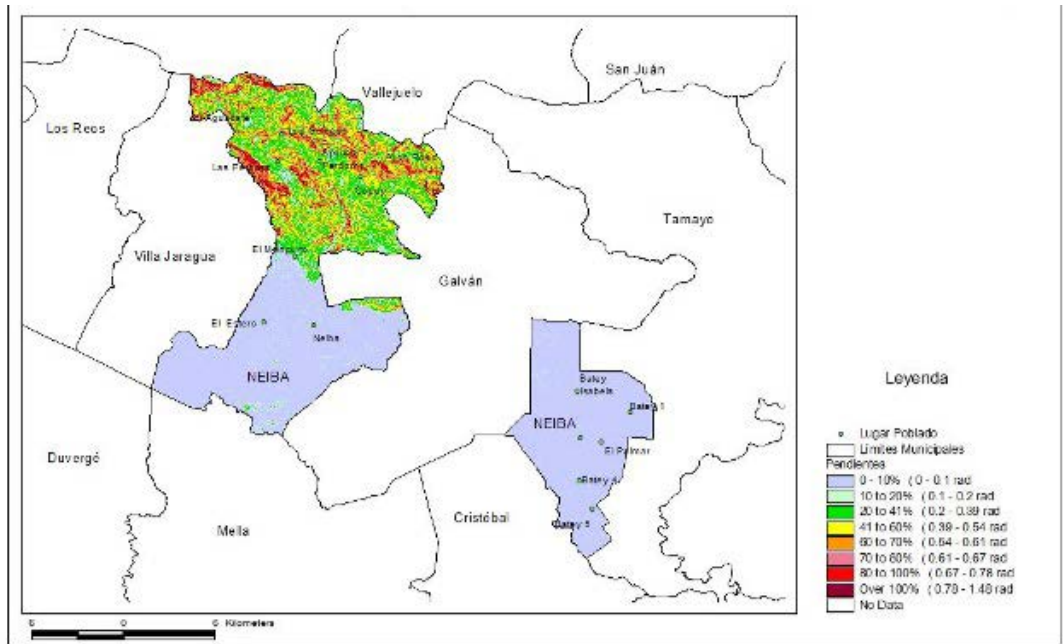 San Juán
Vallejuelo
Los Reos
Las
Tamayo
Villa Jaragua
Galván
El Estero
Neiba
Leyenda
NEIBA
Batey
Isabela
Batey 1
NEIBA
El Palmar
Lugar Poblado
Limites Municipales
Duvergé
Pendientes
0 - 10% ( 0 - 0.1 rad
Batey 4
10 to 20% ( 0.1 - 0.2 rad
20 to 41% ( 0.2 - 0.39 rad
Cristóbal
Batey 5
41 to 60% ( 0.39 - 0.54 rad
Mella
60 to 70% ( 0.54 - 0.61 rad
70 to 80% ( 0.61 - 0.67 rad
80 to 100% ( 0.67 - 0.78 rad
Over 100% ( 0.78 - 1.48 rad
No Data
6 0 6 Kilometers